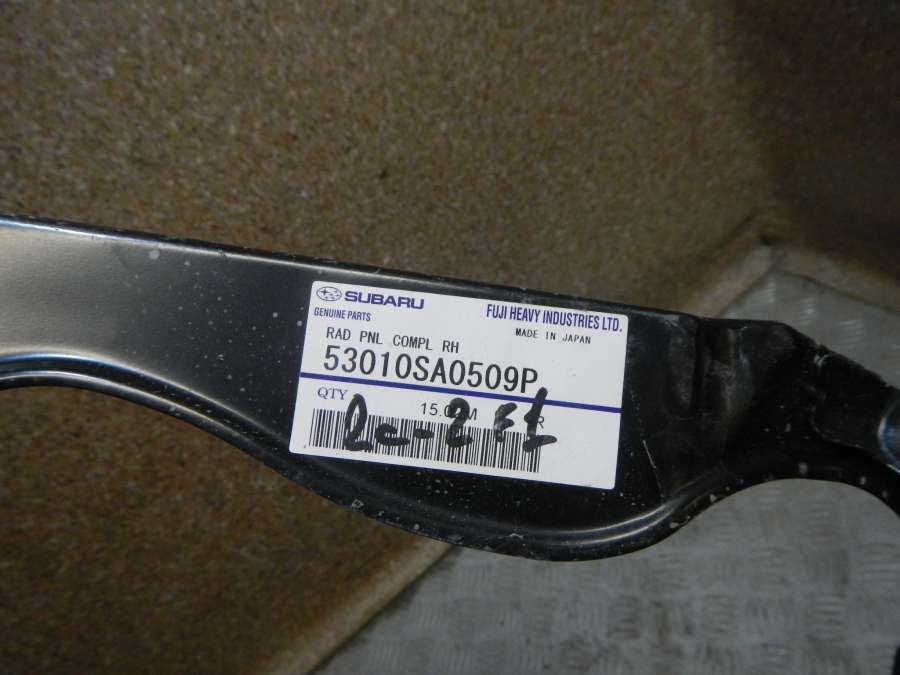 SUBARU
FUJI HEAVY INDUSTRIES LTD.
GENUINE PARTS
MADE IN JAPAN
RAD PNL COMPL RH
53010SA0509P
QTY